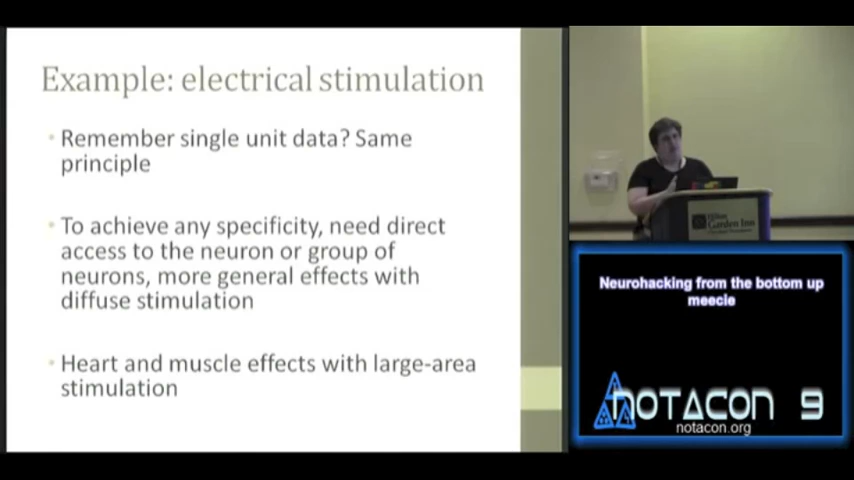 Example: electrical stimulation
Remember single unit data? Same
principle
To achieve any specificity, need direct
access to the neuron or group of
neurons, more general effects with
diffuse stimulation
Heart and muscle effects with large-area
stimulation
Garden Inn
Neurohacking from the bottom up
meecie
NOTACON 9
notacon.org